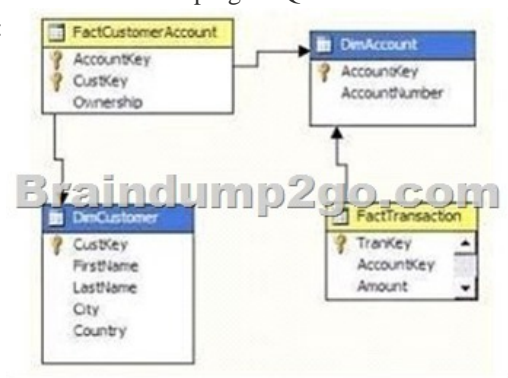 FactCustomerAccount
AccountKey
CustKey
Ownership
DimAccount
AccountKey
AccountNumber
Braindump2go.com
DimCustomer
CustKey
FirstName
LastName
City
Country
FactTransaction
TranKey
AccountKey
Amount